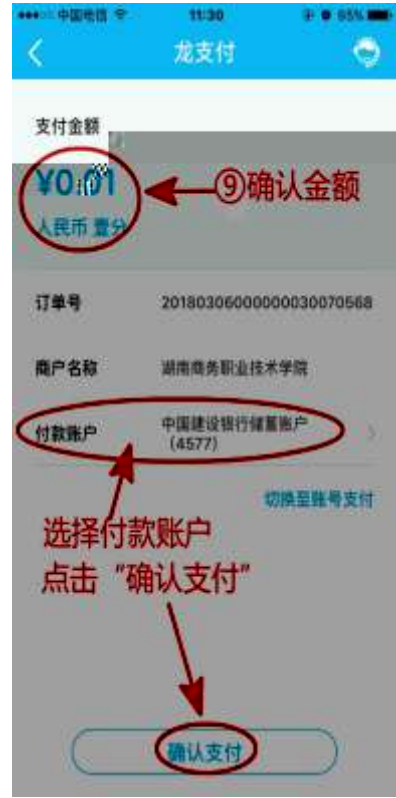 中国电信 11:30 65%
龙支付
支付金额
¥0.01
⑨确认金额
人民币 壹分
订单号 20180306000000030070568
商户名称 湖南商务职业技术学院
付款账户 中国建设银行储蓄账户
(4577)
切换至账号支付
选择付款账户
点击“确认支付”
确认支付